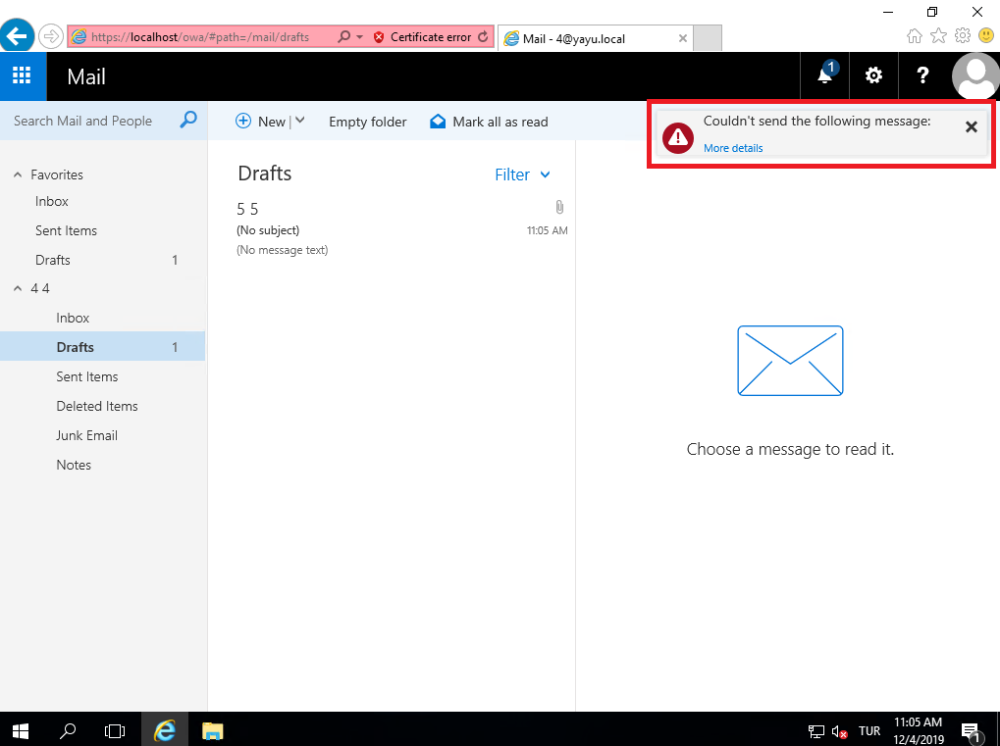 https://localhost/owa/#path=/mail/drafts
Certificate error
Mail - 4@yayu.local
Mail
1
?
Search Mail and People
New
Empty folder
Mark all as read
Couldn't send the following message:
More details
Favorites
Inbox
Sent Items
Drafts 1
4 4
Inbox
Drafts 1
Sent Items
Deleted Items
Junk Email
Notes
Drafts
Filter
5 5
(No subject)
11:05 AM
(No message text)
Choose a message to read it.
TUR
11:05 AM
12/4/2019
1